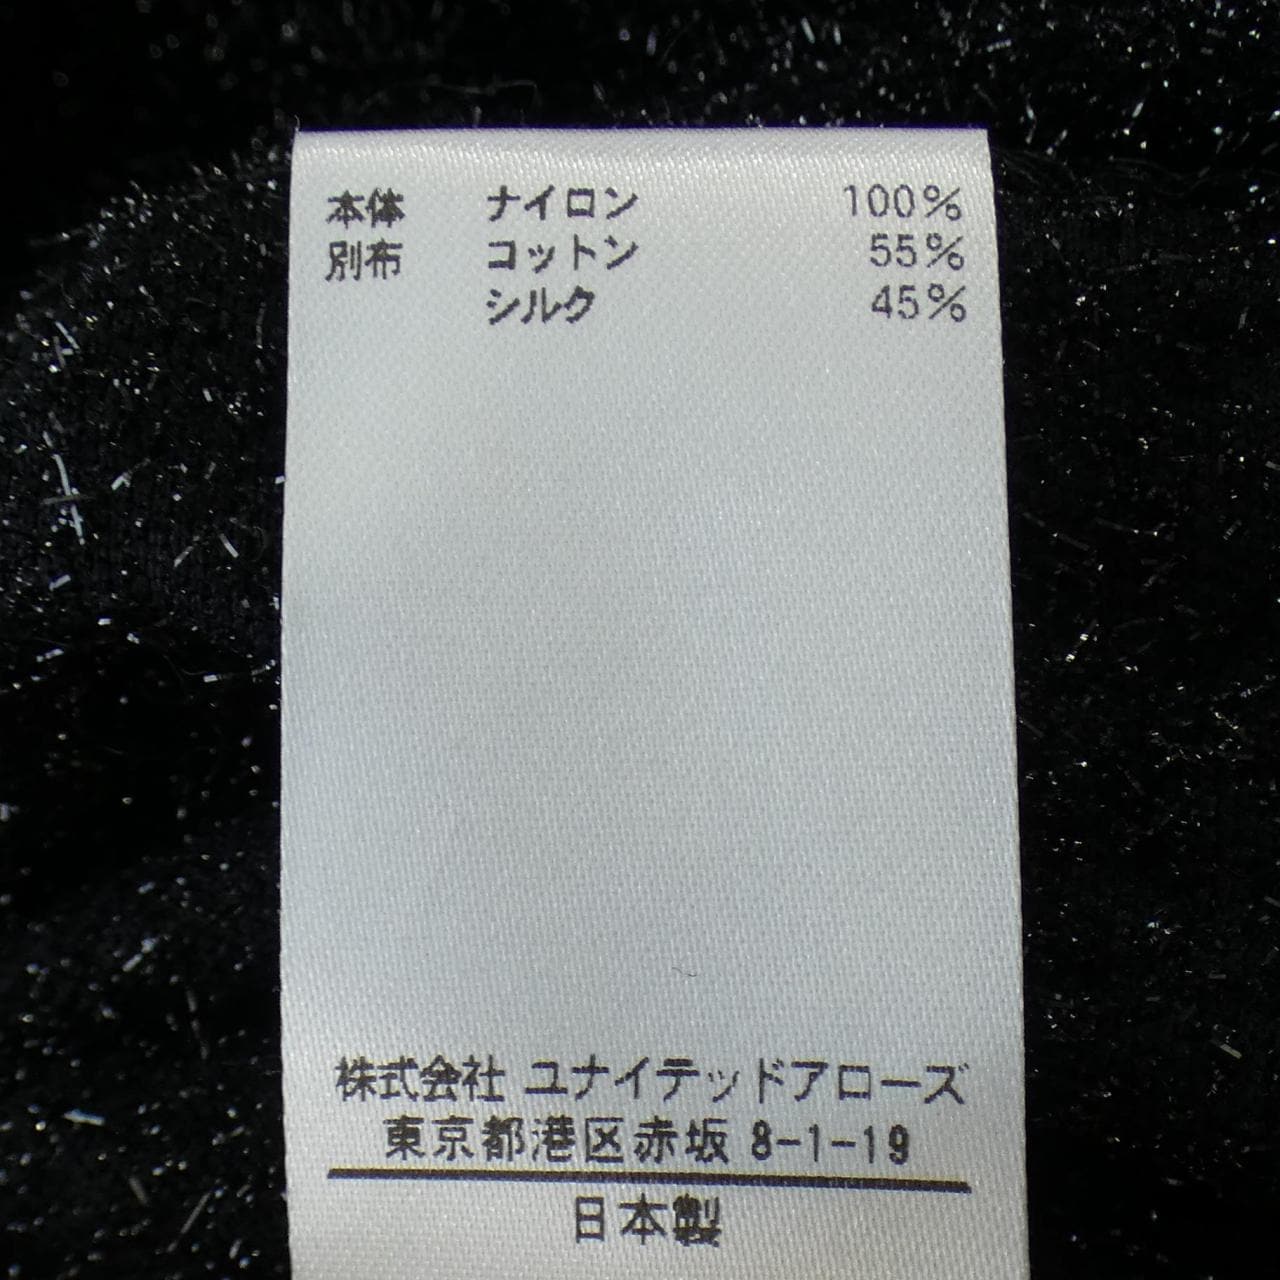 本体 ナイロン 100%
別布 コットン 55%
シルク 45%
株式会社 ユナイテッドアローズ
東京都港区赤坂 8-1-19
日本製